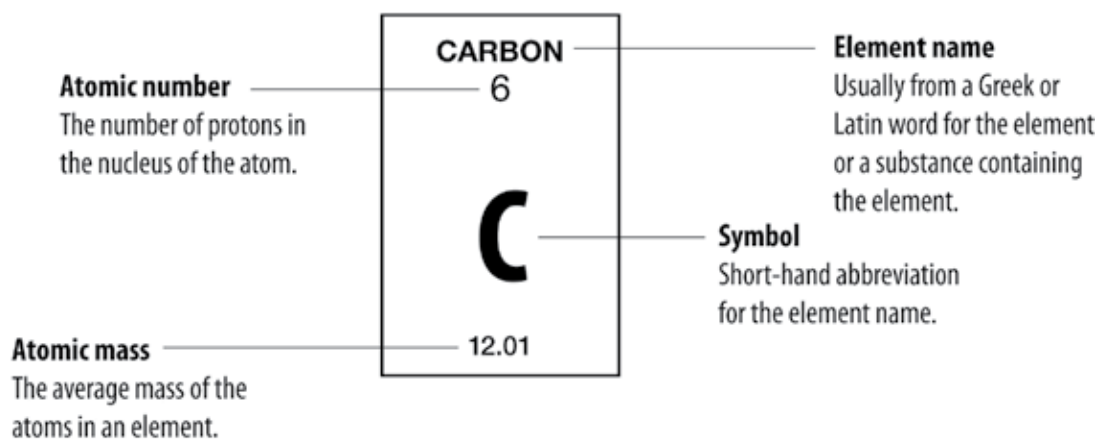 CARBON
6
C
12.01
Atomic number
The number of protons in
the nucleus of the atom.
Element name
Usually from a Greek or
Latin word for the element
or a substance containing
the element.
Symbol
Short-hand abbreviation
for the element name.
Atomic mass
The average mass of the
atoms in an element.